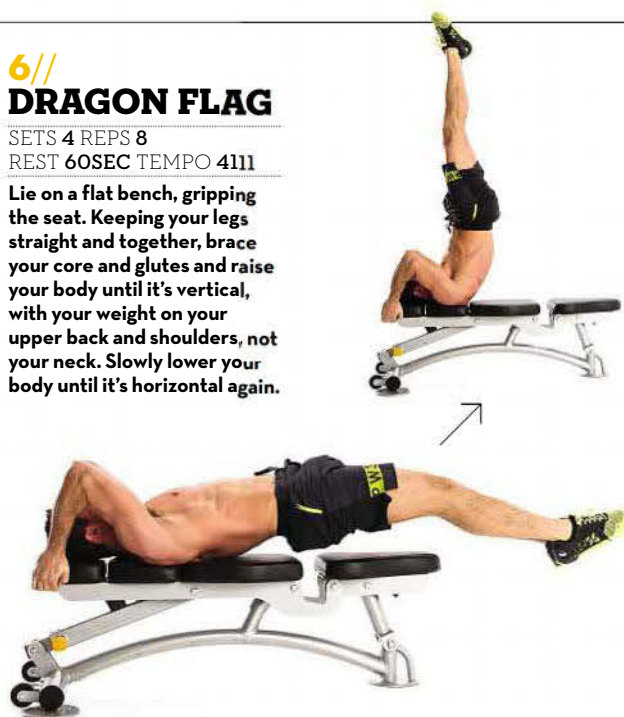 6//
DRAGON FLAG
SETS 4 REPS 8
REST 60SEC TEMPO 4111
Lie on a flat bench, gripping
the seat. Keeping your legs
straight and together, brace
your core and glutes and raise
your body until it's vertical,
with your weight on your
upper back and shoulders, not
your neck. Slowly lower your
body until it's horizontal again.